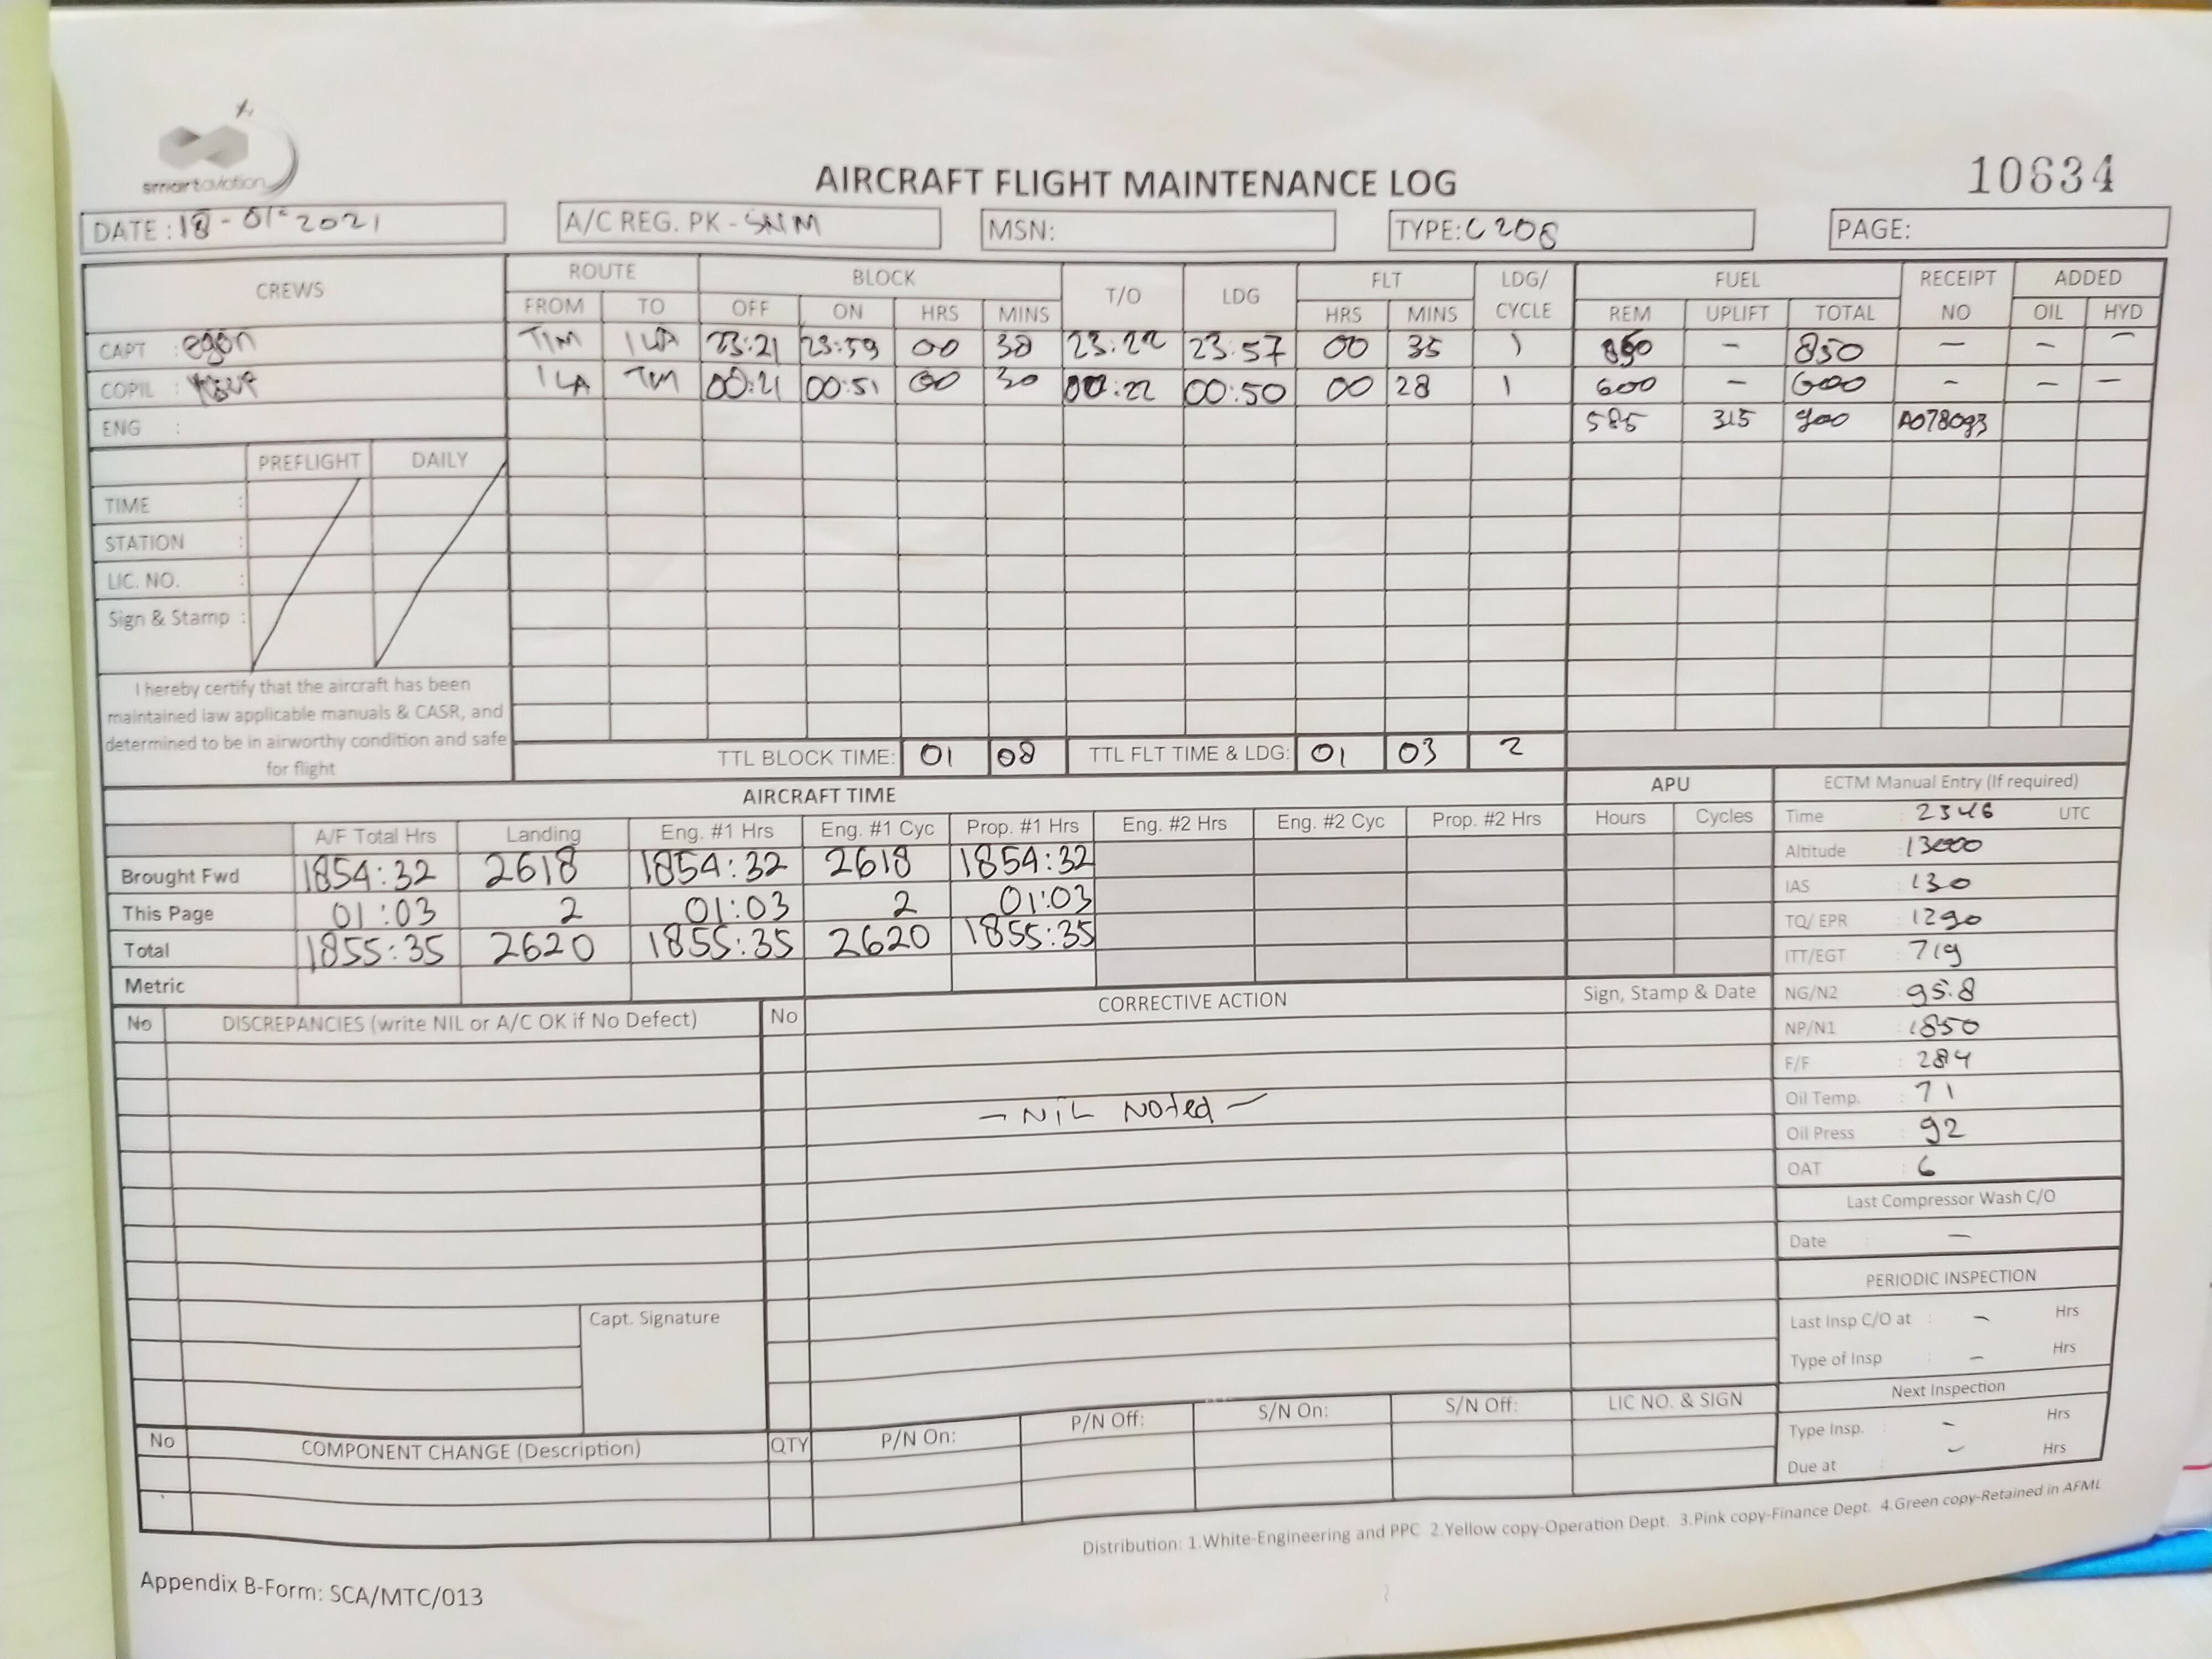 smartaviation
AIRCRAFT FLIGHT MAINTENANCE LOG
10634
DATE : 18 - 01 - 2021
A/C REG. PK - SNM
MSN:
TYPE: C208
PAGE:
CREWS
ROUTE
BLOCK
T/O
LDG
FLT
LDG/
CYCLE
FUEL
RECEIPT
NO
ADDED
FROM TO OFF ON HRS MINS HRS MINS REM UPLIFT TOTAL OIL HYD
CAPT : egon TIM ILA 23:21 23:59 00 38 23:22 23:57 00 35 1 850 - 850 - - -
COPIL : ILA TIM 00:21 00:51 00 30 00:22 00:50 00 28 1 600 - 600 - - -
ENG : 585 315 900 A078093
PREFLIGHT DAILY
TIME :
STATION :
LIC. NO. :
Sign & Stamp :
I hereby certify that the aircraft has been
maintained law applicable manuals & CASR, and
determined to be in airworthy condition and safe
for flight
TTL BLOCK TIME: 01 08 TTL FLT TIME & LDG: 01 03 2
AIRCRAFT TIME
APU
A/F Total Hrs Landing Eng. #1 Hrs Eng. #1 Cyc Prop. #1 Hrs Eng. #2 Hrs Eng. #2 Cyc Prop. #2 Hrs Hours Cycles
Brought Fwd 1854:32 2618 1854:32 2618 1854:32
This Page 01:03 2 01:03 2 01:03
Total 1855:35 2620 1855:35 2620 1855:35
Metric
ECTM Manual Entry (If required)
Time : 2346 UTC
Altitude : 13000
IAS : 130
TQ/ EPR : 1290
ITT/EGT : 719
NG/N2 : 95.8
NP/N1 : 1850
F/F : 284
Oil Temp. : 71
Oil Press : 92
OAT : 6
Last Compressor Wash C/O
Date : -
PERIODIC INSPECTION
Last Insp C/O at : - Hrs
Type of Insp : - Hrs
Next Inspection
Type Insp. : - Hrs
Due at : - Hrs
No DISCREPANCIES (write NIL or A/C OK if No Defect) No CORRECTIVE ACTION Sign, Stamp & Date
- NIL Noted -
Capt. Signature
No COMPONENT CHANGE (Description) QTY P/N On: P/N Off: S/N On: S/N Off: LIC NO. & SIGN
Distribution: 1.White-Engineering and PPC 2.Yellow copy-Operation Dept. 3.Pink copy-Finance Dept. 4.Green copy-Retained in AFML
Appendix B-Form: SCA/MTC/013